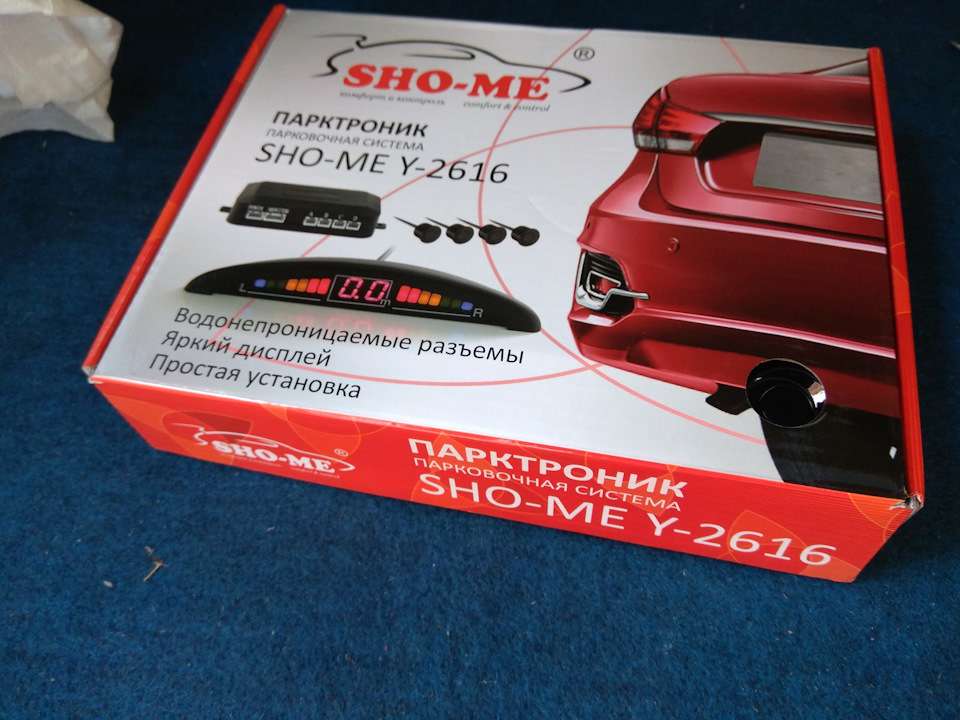 SHO-ME®
комфорт и контроль comfort & control
ПАРКТРОНИК
ПАРКОВОЧНАЯ СИСТЕМА
SHO-ME Y-2616
A B C D
L 0.0 m R
Водонепроницаемые разъемы
Яркий дисплей
Простая установка
SHO-ME®
ПАРКТРОНИК
ПАРКОВОЧНАЯ СИСТЕМА
SHO-ME Y-2616